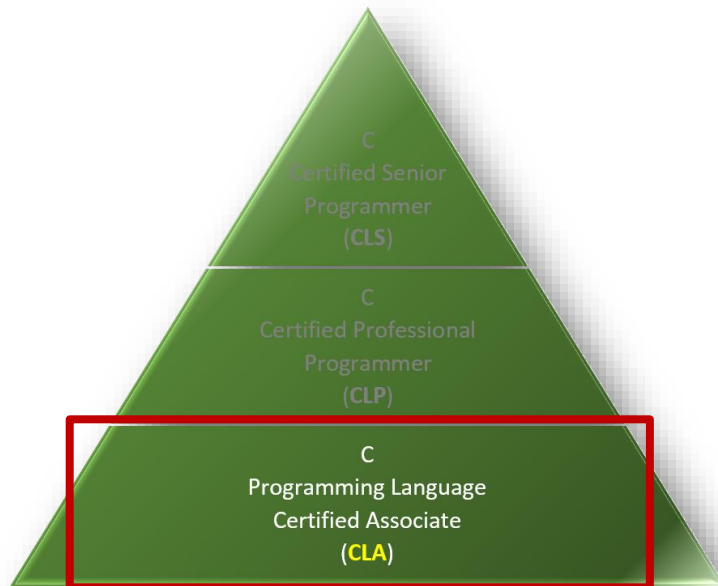 C
Certified Senior
Programmer
(CLS)
C
Certified Professional
Programmer
(CLP)
C
Programming Language
Certified Associate
(CLA)